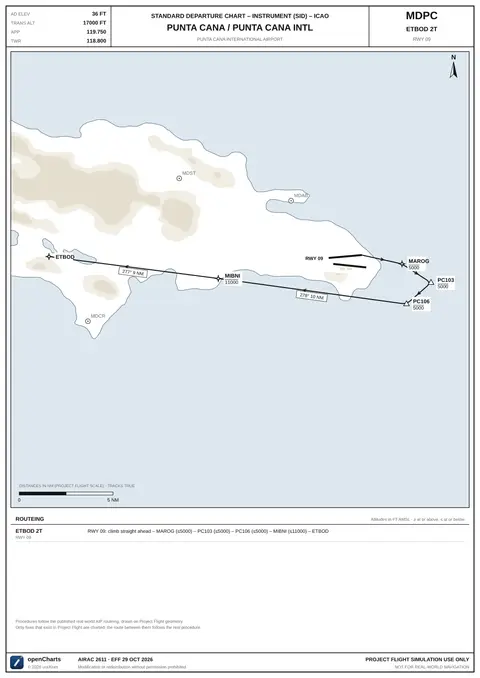 AD ELEV 36 FT
TRANS ALT 17000 FT
APP 119.750
TWR 118.800
STANDARD DEPARTURE CHART – INSTRUMENT (SID) – ICAO
PUNTA CANA / PUNTA CANA INTL
PUNTA CANA INTERNATIONAL AIRPORT
MDPC
ETBOD 2T
RWY 09
N
MDST
MDAB
RWY 09
MAROG
5000
ETBOD
277° 9 NM
MIBNI
11000
PC103
5000
278° 10 NM
PC106
5000
MDCR
DISTANCES IN NM (PROJECT FLIGHT SCALE) · TRACKS TRUE
0 5 NM
ROUTEING
Altitudes in FT AMSL · ≥ at or above, ≤ at or below
ETBOD 2T
RWY 09: climb straight ahead – MAROG (≤5000) – PC103 (≤5000) – PC106 (≤5000) – MIBNI (≤11000) – ETBOD
RWY 09
Procedures follow the published real-world AIP routeing, drawn on Project Flight geometry.
Only fixes that exist in Project Flight are charted; the route between them follows the real procedure.
openCharts
© 2026
AIRAC 2611 · EFF 29 OCT 2026
Modification or redistribution without permission prohibited
PROJECT FLIGHT SIMULATION USE ONLY
NOT FOR REAL-WORLD NAVIGATION